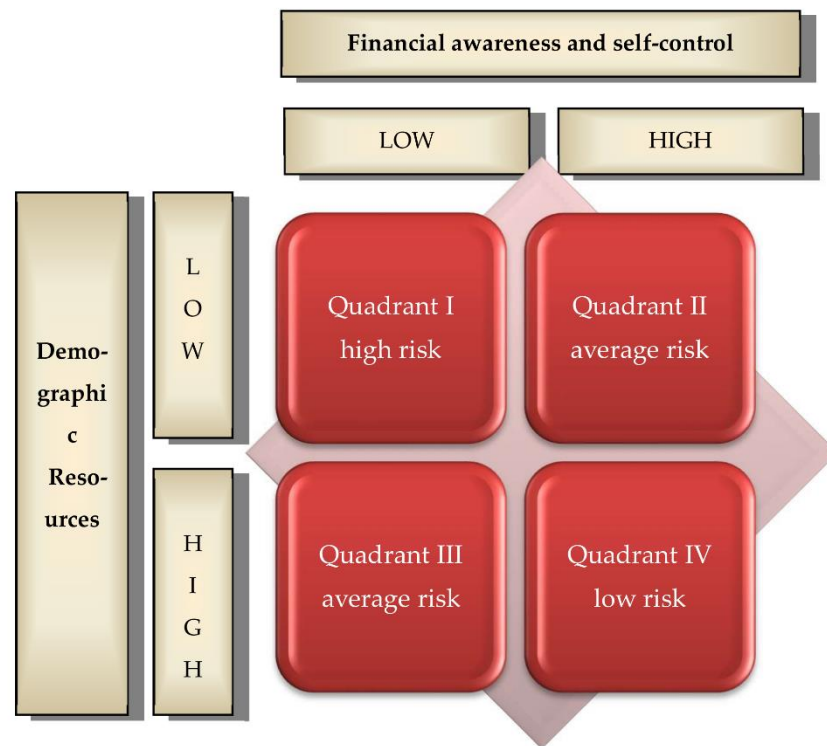 Financial awareness and self-control
LOW
HIGH
Demo-
graphi
c
Reso-
urces
L
O
W
Quadrant I
high risk
Quadrant II
average risk
H
I
G
H
Quadrant III
average risk
Quadrant IV
low risk